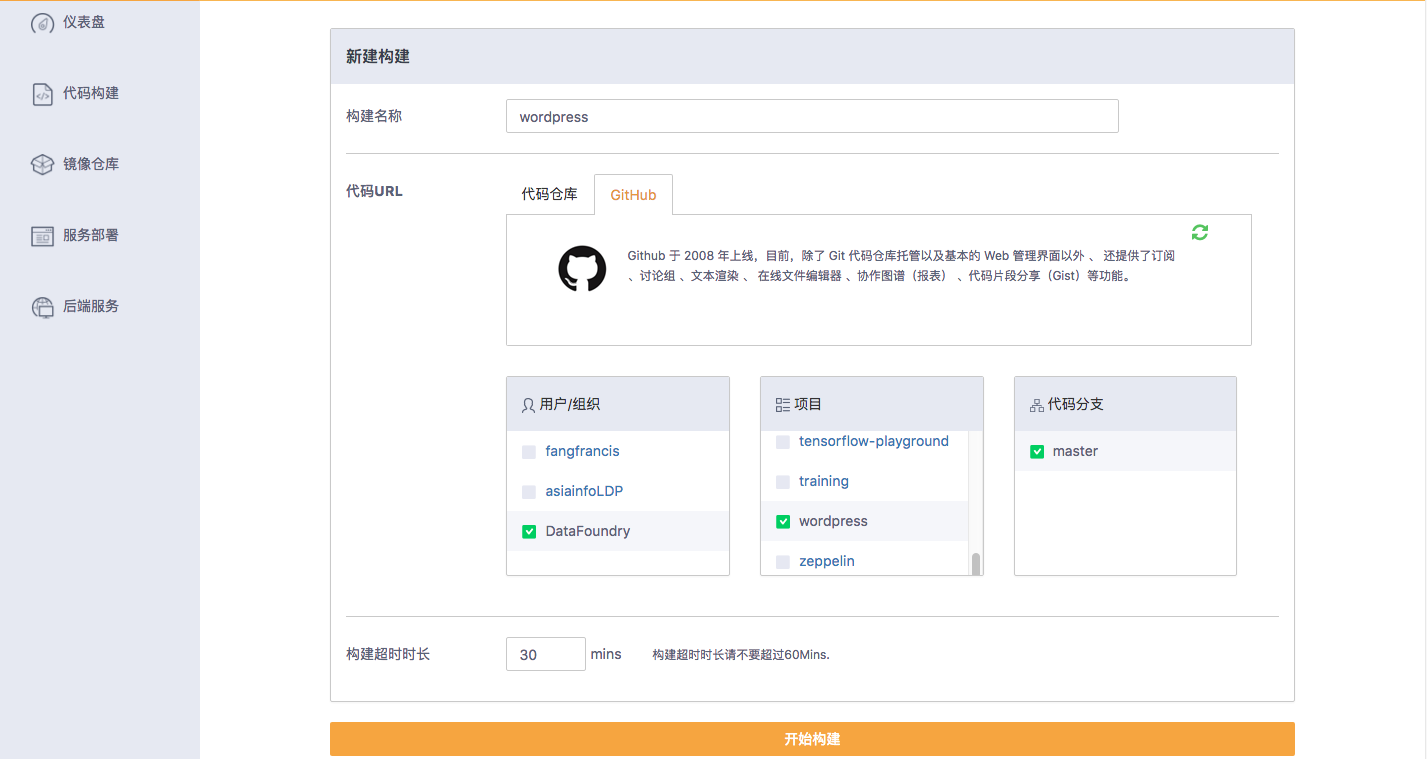 仪表盘
代码构建
镜像仓库
服务部署
后端服务
新建构建
构建名称
wordpress
代码URL
代码仓库
GitHub
Github 于 2008 年上线，目前，除了 Git 代码仓库托管以及基本的 Web 管理界面以外 、 还提供了订阅
、讨论组 、文本渲染 、 在线文件编辑器 、协作图谱（报表） 、代码片段分享（Gist）等功能。
用户/组织
fangfrancis
asiainfoLDP
DataFoundry
项目
tensorflow-playground
training
wordpress
zeppelin
代码分支
master
构建超时时长
30
mins
构建超时时长请不要超过60Mins.
开始构建